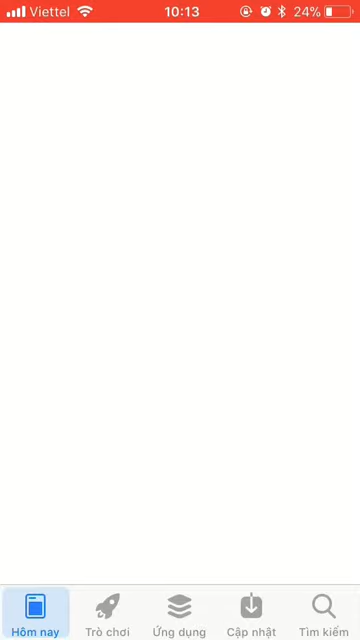 Viettel 10:13 24%
Hôm nay Trò chơi Ứng dụng Cập nhật Tìm kiếm